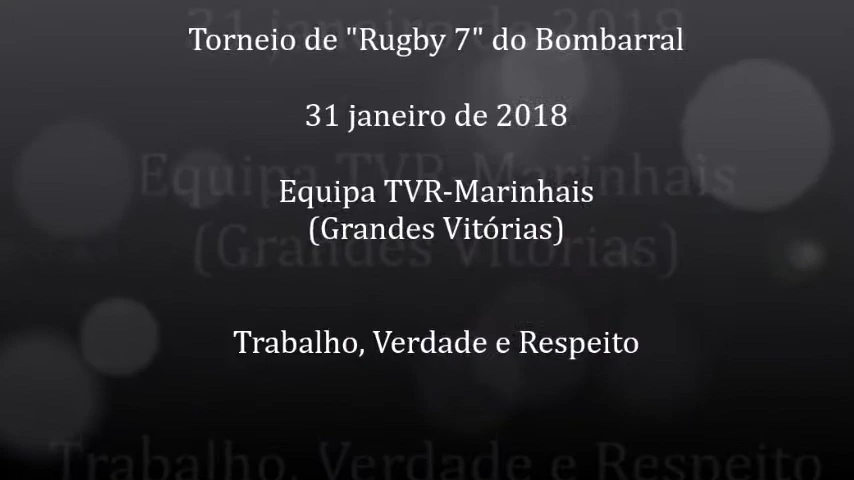 Torneio de "Rugby 7" do Bombarral
31 janeiro de 2018
Equipa TVR-Marinhais
(Grandes Vitórias)
Trabalho, Verdade e Respeito